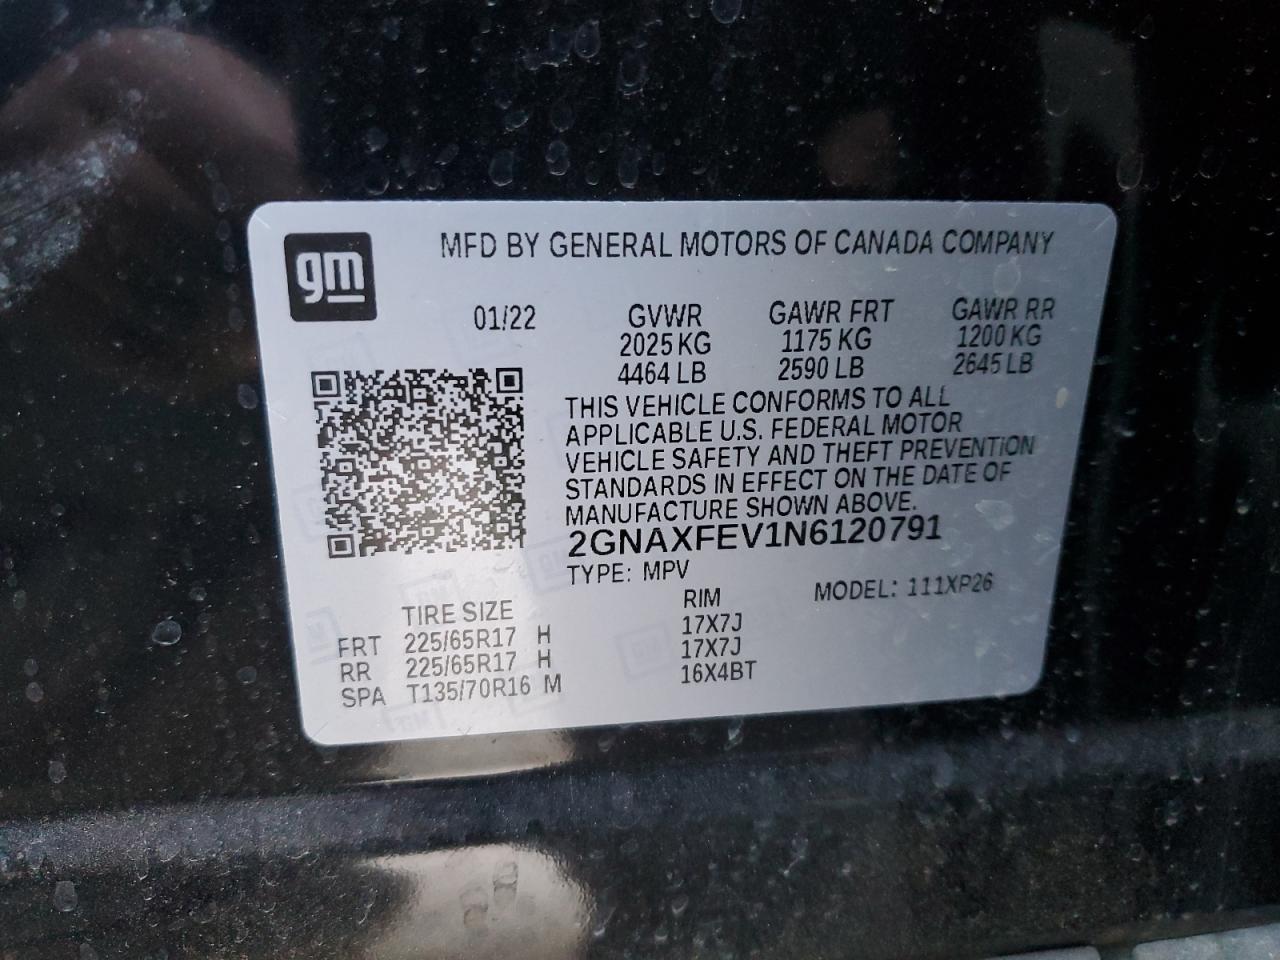 gm
MFD BY GENERAL MOTORS OF CANADA COMPANY
01/22 GVWR GAWR FRT GAWR RR
2025 KG 1175 KG 1200 KG
4464 LB 2590 LB 2645 LB
THIS VEHICLE CONFORMS TO ALL
APPLICABLE U.S. FEDERAL MOTOR
VEHICLE SAFETY AND THEFT PREVENTION
STANDARDS IN EFFECT ON THE DATE OF
MANUFACTURE SHOWN ABOVE.
2GNAXFEV1N6120791
TYPE: MPV MODEL: 111XP26
TIRE SIZE RIM
FRT 225/65R17 H 17X7J
RR 225/65R17 H 17X7J
SPA T135/70R16 M 16X4BT